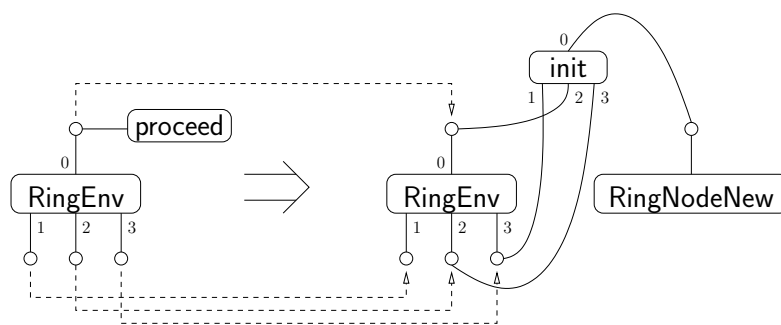 0
init
1 2 3
proceed
0
0
RingEnv
RingEnv
RingNodeNew
1 2 3
1 2 3